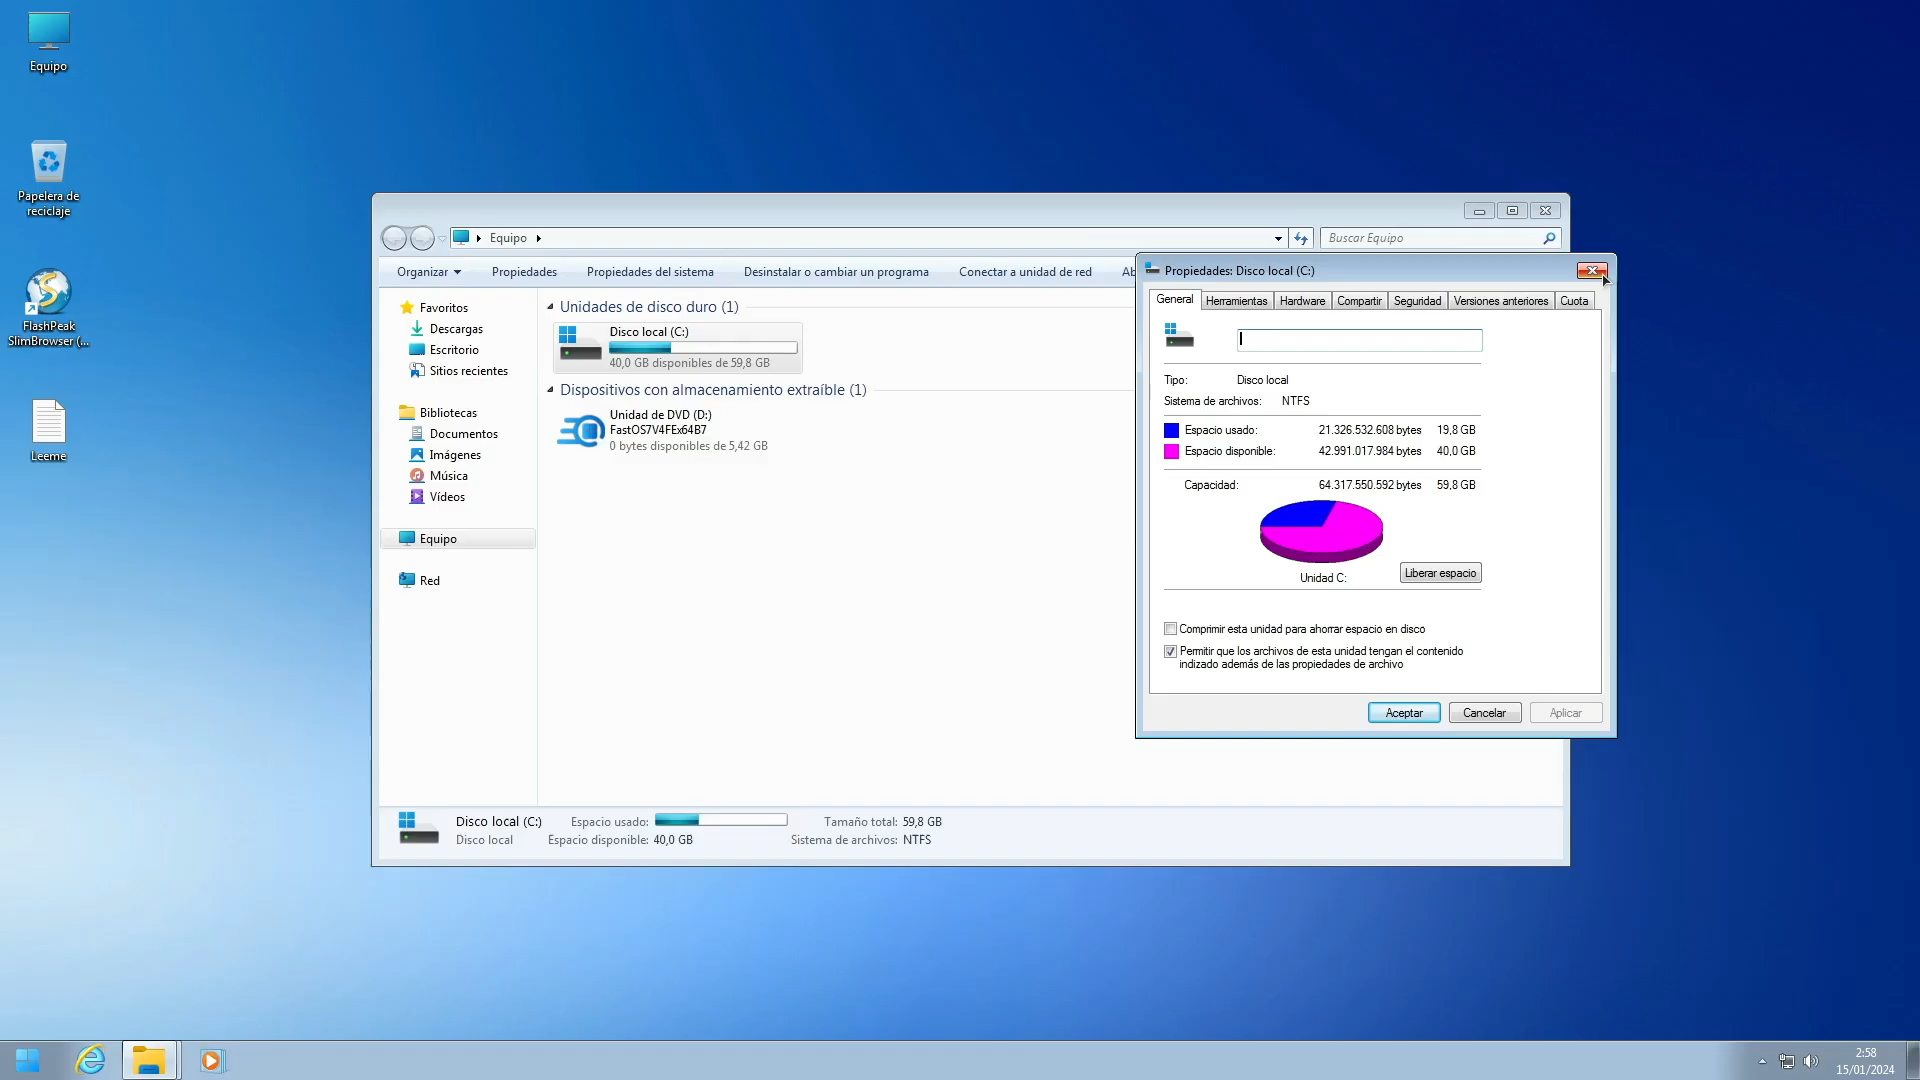 Equipo
Papelera de
reciclaje
FlashPeak
SlimBrowser (...
Leeme
Equipo
Buscar Equipo
Organizar
Propiedades
Propiedades del sistema
Desinstalar o cambiar un programa
Conectar a unidad de red
Ab
Favoritos
Descargas
Escritorio
Sitios recientes
Bibliotecas
Documentos
Imágenes
Música
Vídeos
Equipo
Red
Unidades de disco duro (1)
Disco local (C:)
40,0 GB disponibles de 59,8 GB
Dispositivos con almacenamiento extraíble (1)
Unidad de DVD (D:)
FastOS7V4FEx64B7
0 bytes disponibles de 5,42 GB
Disco local (C:) Espacio usado: Tamaño total: 59,8 GB
Disco local Espacio disponible: 40,0 GB Sistema de archivos: NTFS
Propiedades: Disco local (C:)
General Herramientas Hardware Compartir Seguridad Versiones anteriores Cuota
Tipo: Disco local
Sistema de archivos: NTFS
Espacio usado: 21.326.532.608 bytes 19,8 GB
Espacio disponible: 42.991.017.984 bytes 40,0 GB
Capacidad: 64.317.550.592 bytes 59,8 GB
Unidad C:
Liberar espacio
Comprimir esta unidad para ahorrar espacio en disco
Permitir que los archivos de esta unidad tengan el contenido
indizado además de las propiedades de archivo
Aceptar Cancelar Aplicar
2:58
15/01/2024